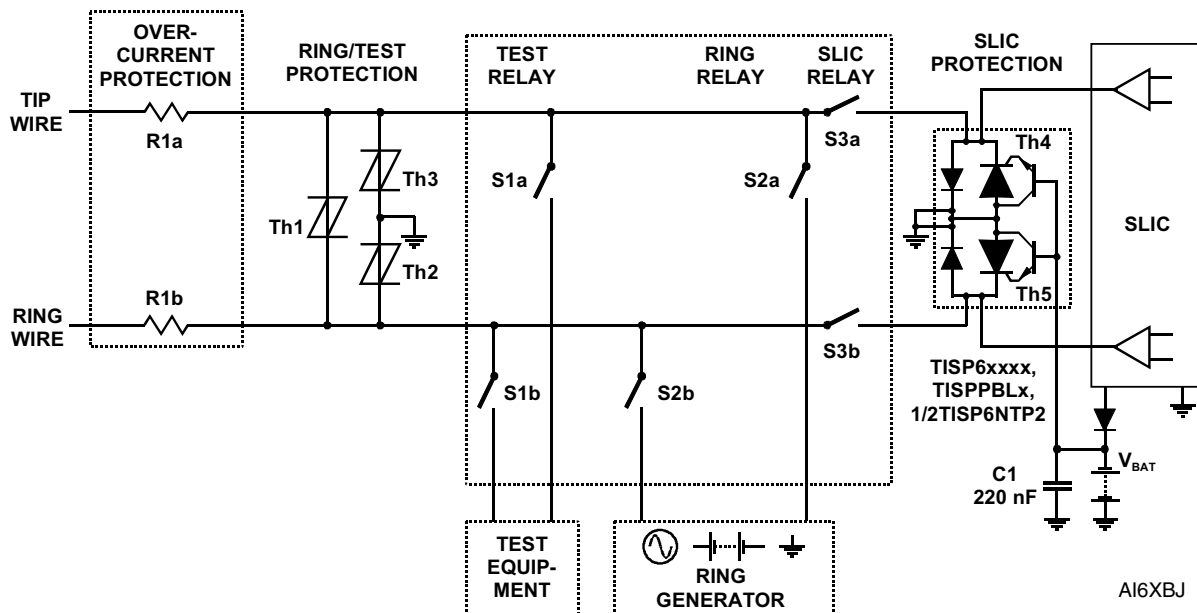 OVER-
CURRENT
PROTECTION
RING/TEST
PROTECTION
TEST
RELAY
RING
RELAY
SLIC
RELAY
SLIC
PROTECTION
TIP
WIRE
R1a
S3a
Th4
Th3
S1a
S2a
Th1
SLIC
Th2
Th5
R1b
RING
WIRE
S3b
S1b
S2b
TISP6xxxx,
TISPPBLx,
1/2TISP6NTP2
C1
220 nF
VBAT
TEST
EQUIP-
MENT
RING
GENERATOR
AI6XBJ